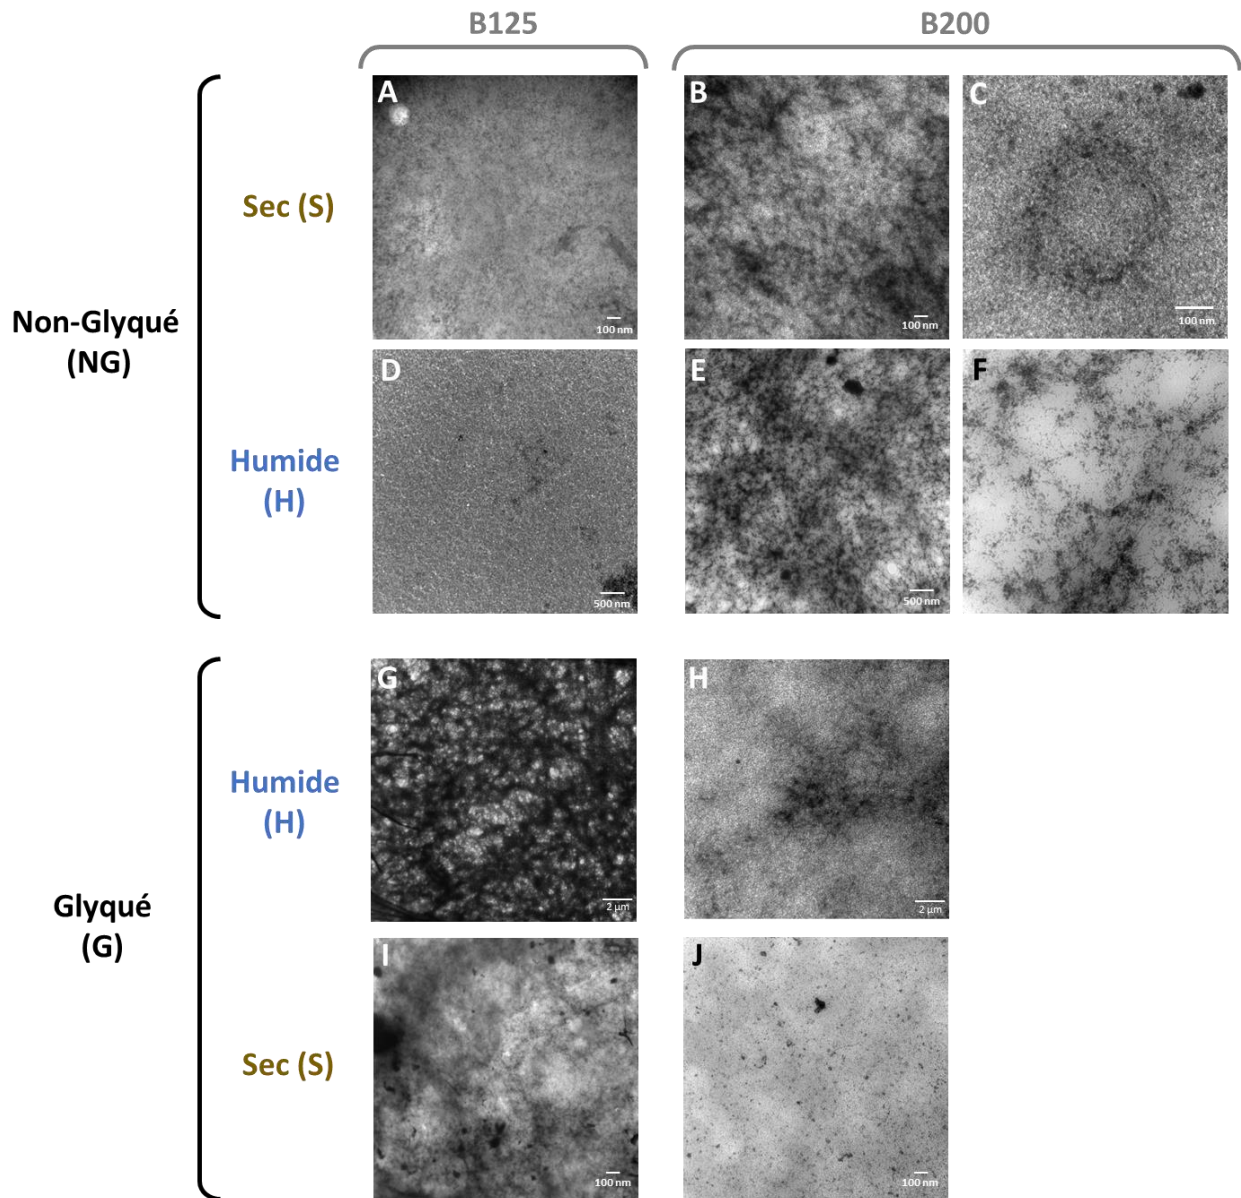 B125
B200
Non-Glyqué
(NG)
Sec (S)
A
100 nm
B
100 nm
C
100 nm
Humide
(H)
D
500 nm
E
500 nm
F
Glyqué
(G)
Humide
(H)
G
2 µm
H
2 µm
Sec (S)
I
100 nm
J
100 nm